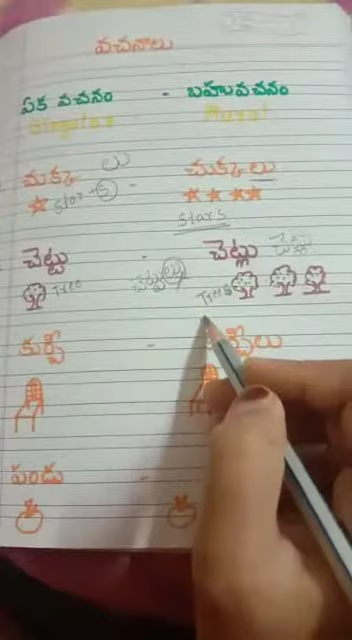 వచనాలు
ఏక వచనం - బహువచనం
Singular Plural
చుక్క లు చుక్కలు
star +s -
stars
చెట్టు - చెట్లు
Tree చెట్టులు Trees
కుర్చీ -
పండు -